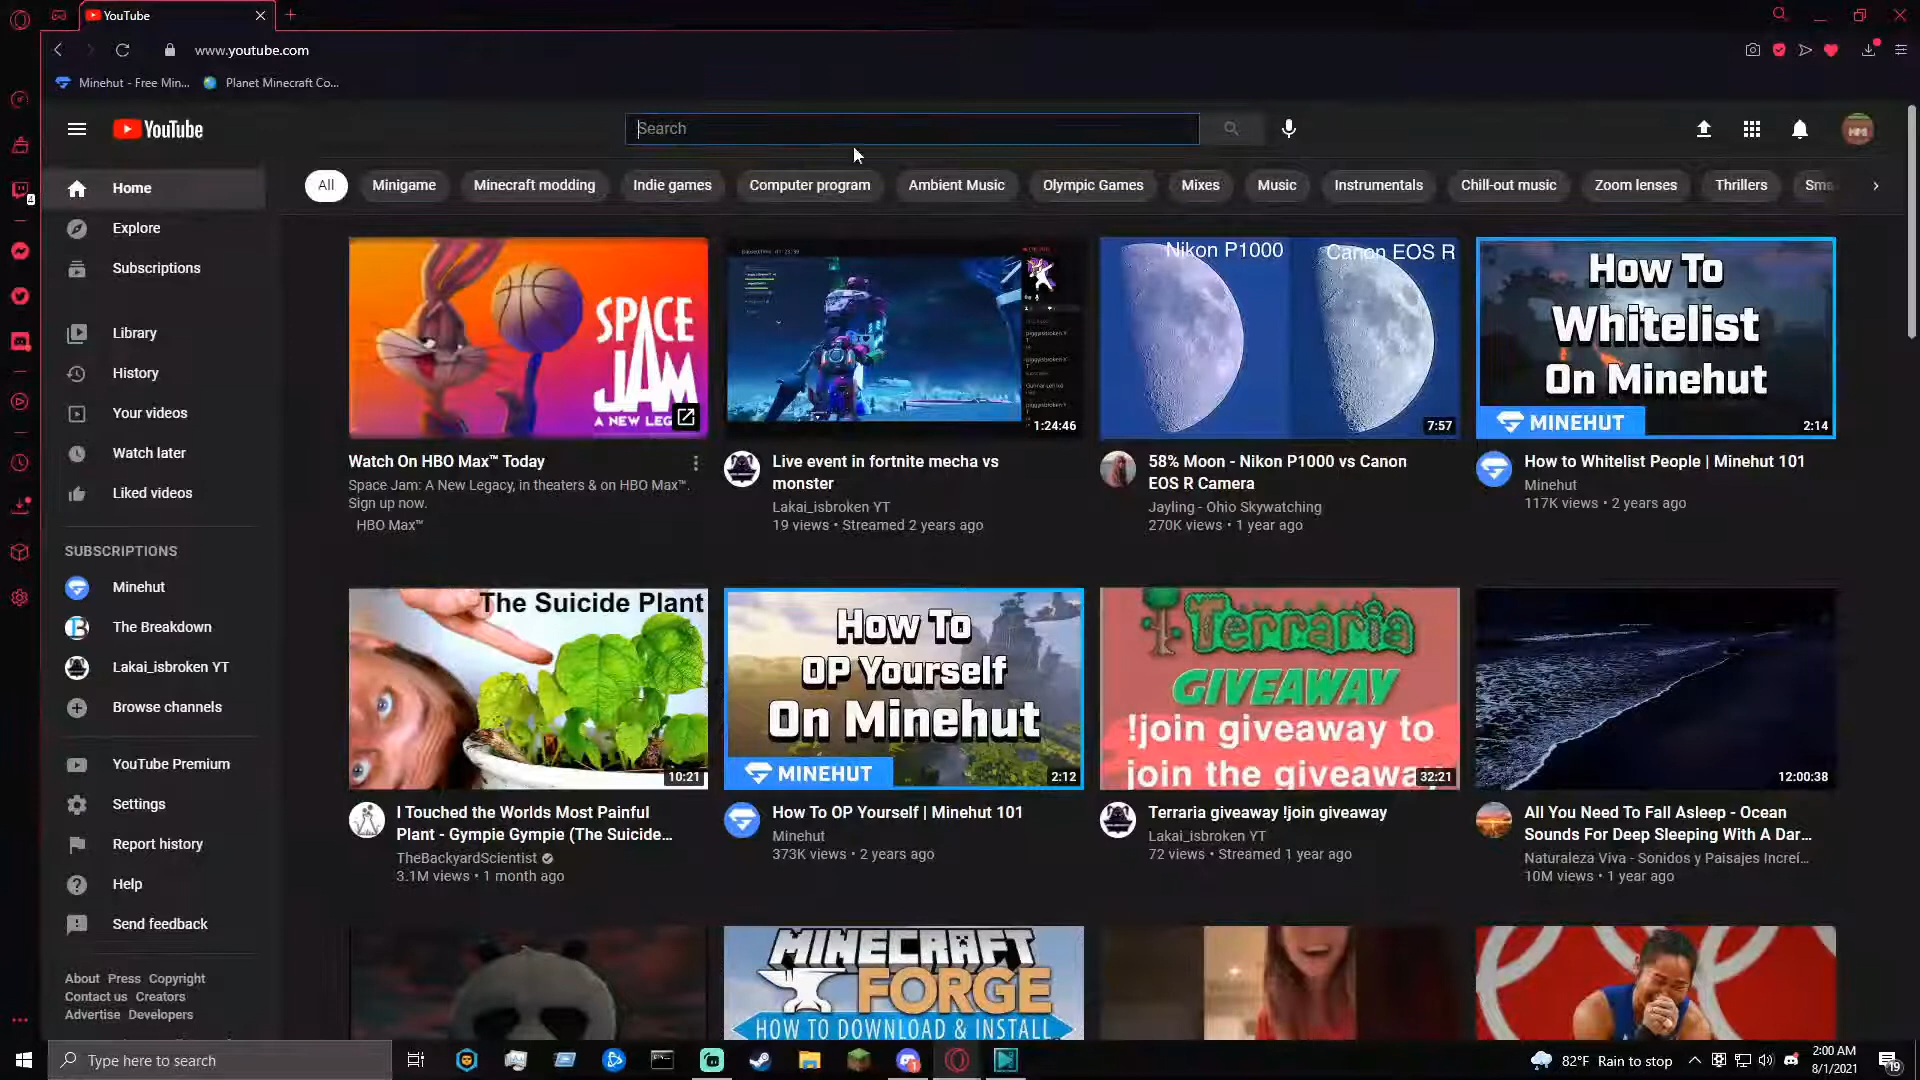 YouTube
www.youtube.com
Minehut - Free Min...
Planet Minecraft Co...
YouTube
Search
Home
Explore
Subscriptions
Library
History
Your videos
Watch later
Liked videos
SUBSCRIPTIONS
Minehut
The Breakdown
Lakai_isbroken YT
Browse channels
YouTube Premium
Settings
Report history
Help
Send feedback
About Press Copyright
Contact us Creators
Advertise Developers
All
Minigame
Minecraft modding
Indie games
Computer program
Ambient Music
Olympic Games
Mixes
Music
Instrumentals
Chill-out music
Zoom lenses
Thrillers
Sma
SPACE
JAM
A NEW LEG
Watch On HBO Max™ Today
Space Jam: A New Legacy, in theaters & on HBO Max™.
Sign up now.
HBO Max™
1:24:46
Live event in fortnite mecha vs
monster
Lakai_isbroken YT
19 views • Streamed 2 years ago
Nikon P1000
Canon EOS R
7:57
58% Moon - Nikon P1000 vs Canon
EOS R Camera
Jayling - Ohio Skywatching
270K views • 1 year ago
How To
Whitelist
On Minehut
MINEHUT
2:14
How to Whitelist People | Minehut 101
Minehut
117K views • 2 years ago
The Suicide Plant
10:21
I Touched the Worlds Most Painful
Plant - Gympie Gympie (The Suicide...
TheBackyardScientist
3.1M views • 1 month ago
How To
OP Yourself
On Minehut
MINEHUT
2:12
How To OP Yourself | Minehut 101
Minehut
373K views • 2 years ago
Terraria
GIVEAWAY
!join giveaway to
join the giveaway
32:21
Terraria giveaway !join giveaway
Lakai_isbroken YT
72 views • Streamed 1 year ago
12:00:38
All You Need To Fall Asleep - Ocean
Sounds For Deep Sleeping With A Dar...
Naturaleza Viva - Sonidos y Paisajes Increí...
10M views • 1 year ago
MINECRAFT
FORGE
HOW TO DOWNLOAD & INSTALL
Type here to search
82°F Rain to stop
2:00 AM
8/1/2021
19